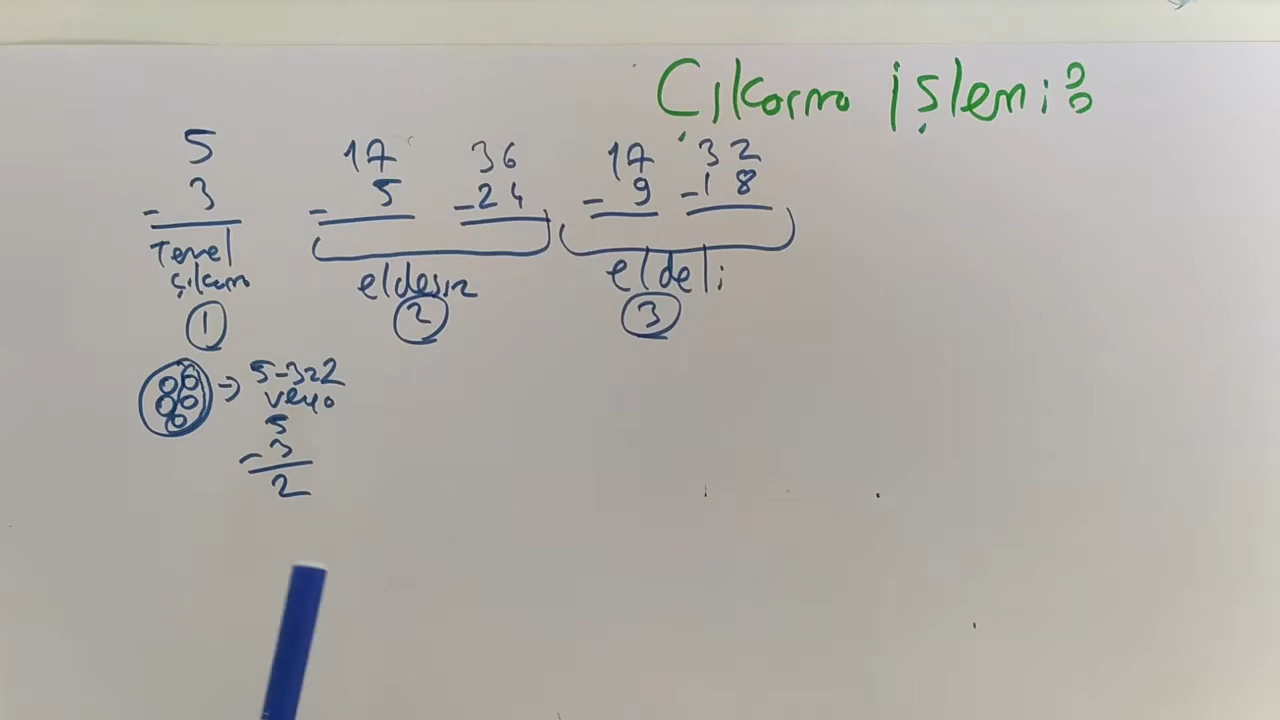 Çıkarma işlemi:
5
- 3
Temel
Çıkarma
1
17
- 5
36
- 24
eldesiz
2
17
- 9
32
- 18
eldeli
3
→ 5-3=2
veya
5
- 3
2